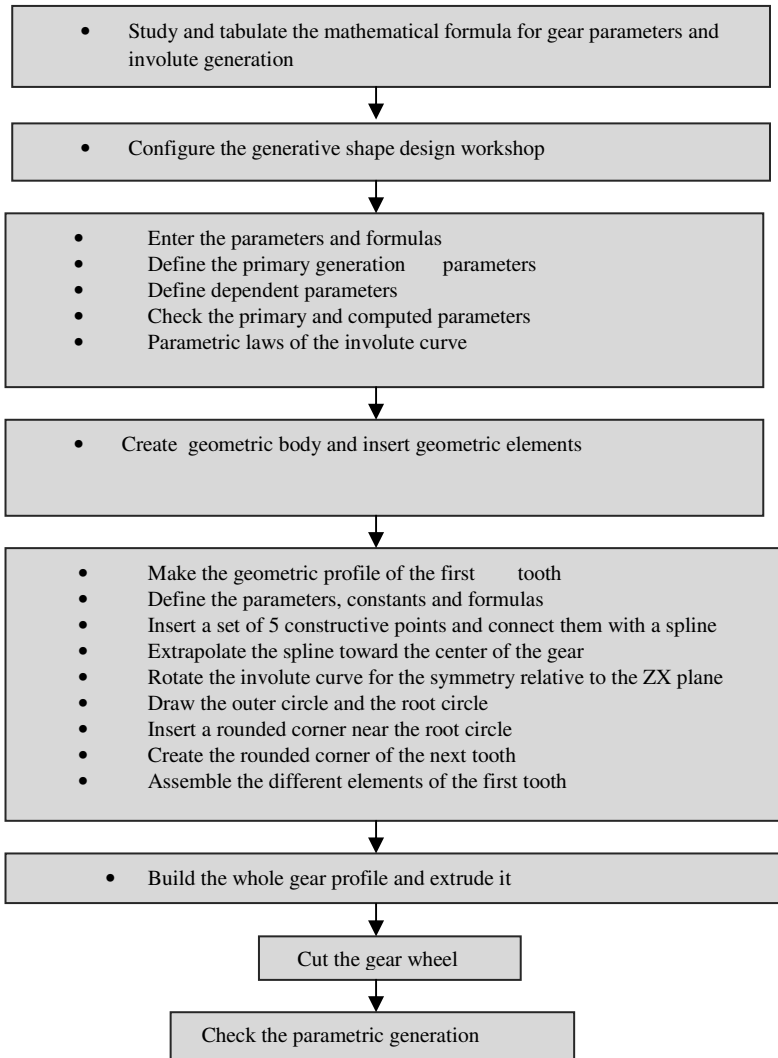 • Study and tabulate the mathematical formula for gear parameters and
involute generation
• Configure the generative shape design workshop
• Enter the parameters and formulas
• Define the primary generation parameters
• Define dependent parameters
• Check the primary and computed parameters
• Parametric laws of the involute curve
• Create geometric body and insert geometric elements
• Make the geometric profile of the first tooth
• Define the parameters, constants and formulas
• Insert a set of 5 constructive points and connect them with a spline
• Extrapolate the spline toward the center of the gear
• Rotate the involute curve for the symmetry relative to the ZX plane
• Draw the outer circle and the root circle
• Insert a rounded corner near the root circle
• Create the rounded corner of the next tooth
• Assemble the different elements of the first tooth
• Build the whole gear profile and extrude it
Cut the gear wheel
Check the parametric generation